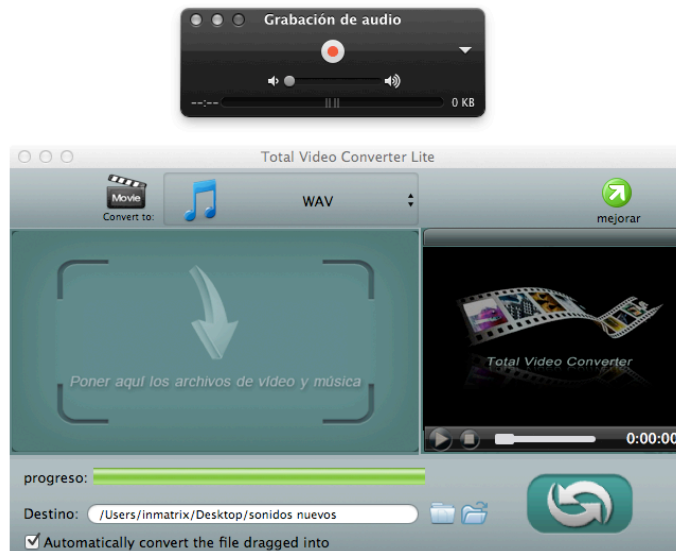 Grabación de audio
--:-- 0 KB
Total Video Converter Lite
Movie
Convert to:
WAV
mejorar
Poner aquí los archivos de vídeo y música
Total Video Converter
0:00:00
progreso:
Destino: /Users/inmatrix/Desktop/sonidos nuevos
Automatically convert the file dragged into